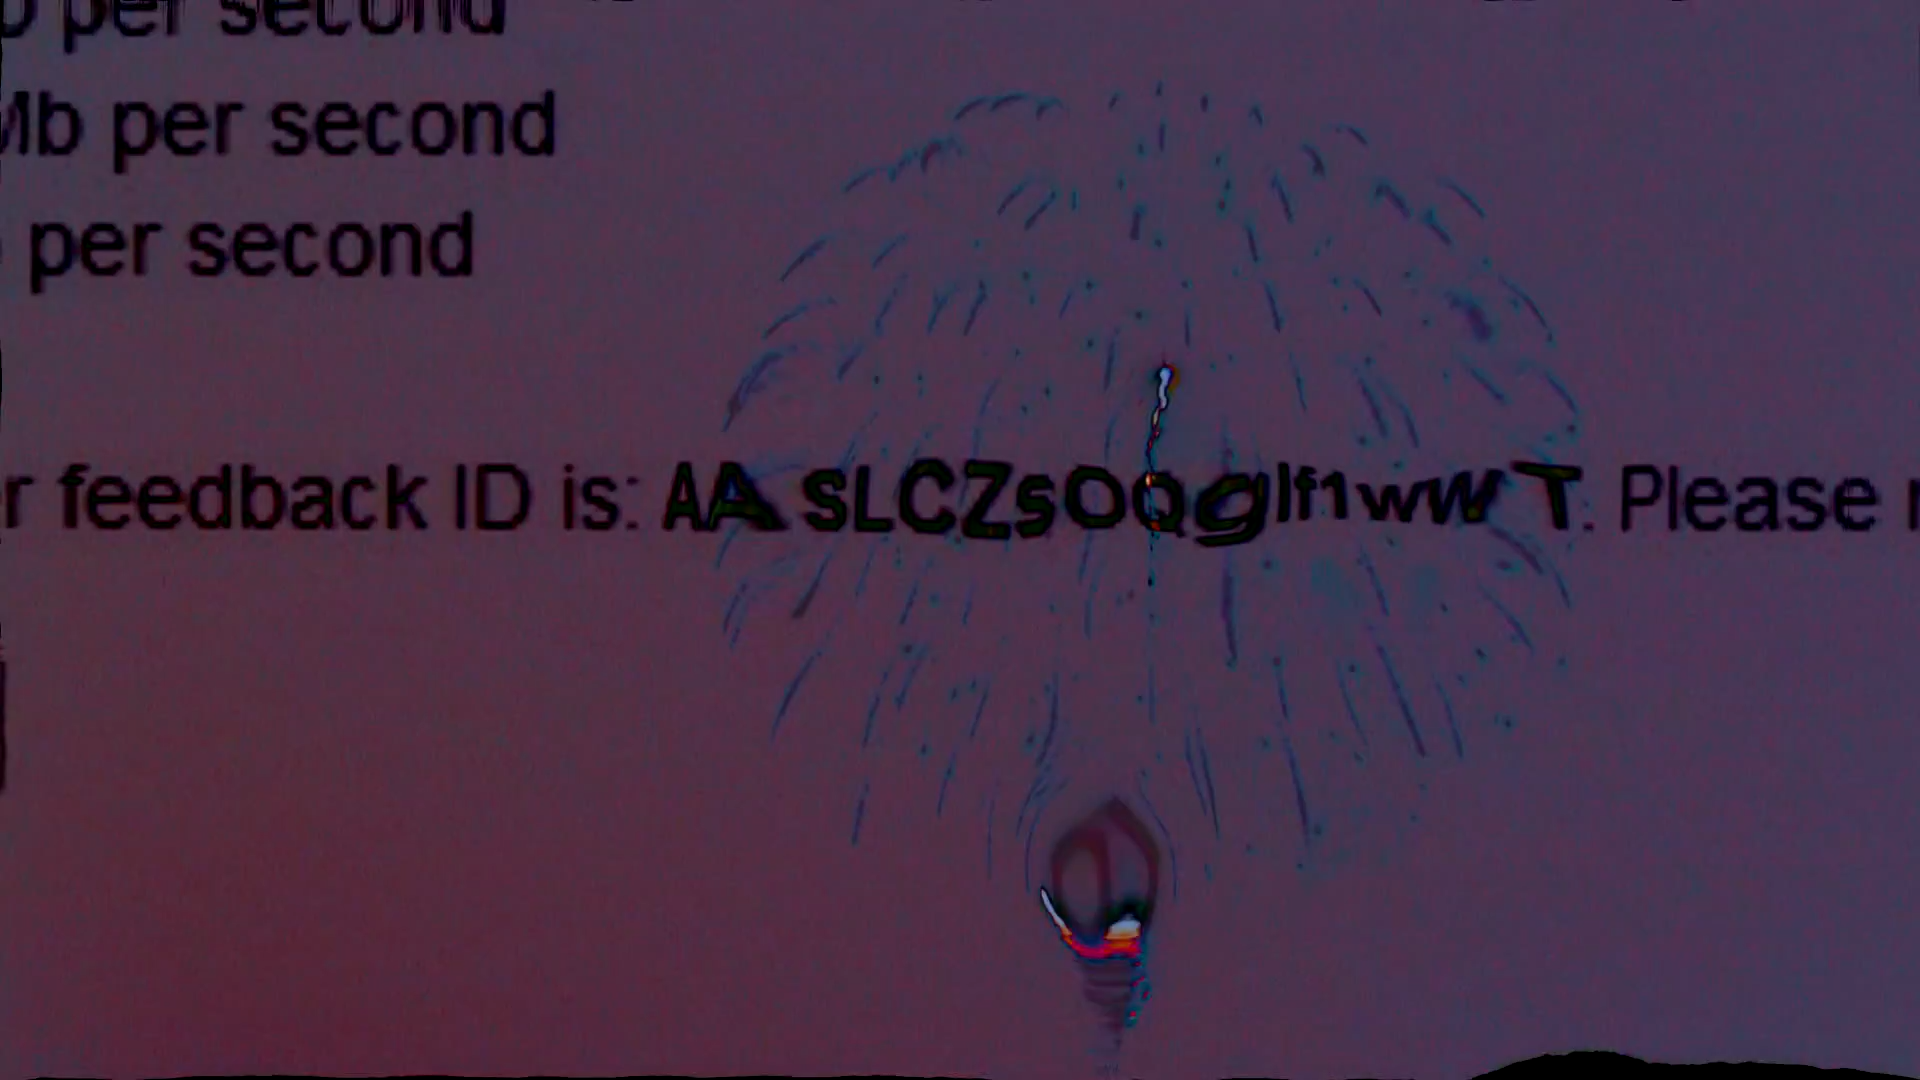 per second
Mb per second
per second
feedback ID is: AAsLCZsOQglf1wwT. Please